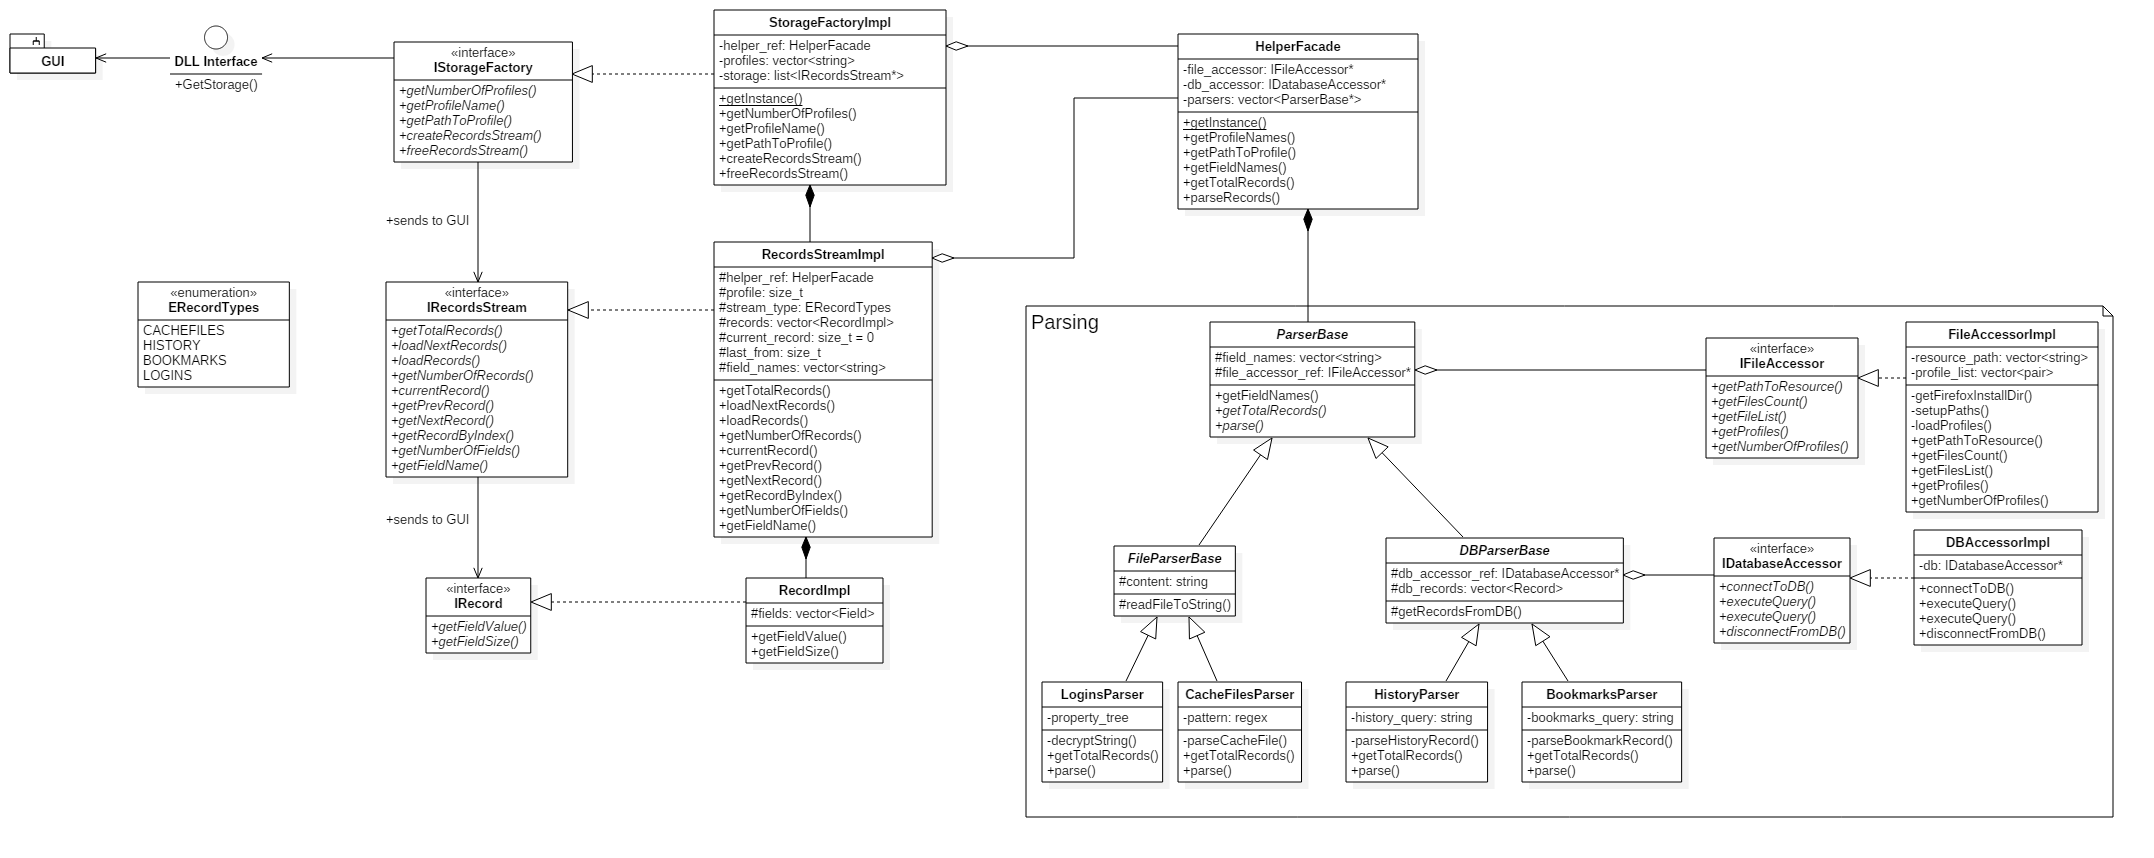 GUI
DLL Interface
+GetStorage()
«interface»
IStorageFactory
+getNumberOfProfiles()
+getProfileName()
+getPathToProfile()
+createRecordsStream()
+freeRecordsStream()
StorageFactoryImpl
-helper_ref: HelperFacade
-profiles: vector<string>
-storage: list<IRecordsStream*>
+getInstance()
+getNumberOfProfiles()
+getProfileName()
+getPathToProfile()
+createRecordsStream()
+freeRecordsStream()
HelperFacade
-file_accessor: IFileAccessor*
-db_accessor: IDatabaseAccessor*
-parsers: vector<ParserBase*>
+getInstance()
+getProfileNames()
+getPathToProfile()
+getFieldNames()
+getTotalRecords()
+parseRecords()
+sends to GUI
«enumeration»
ERecordTypes
CACHEFILES
HISTORY
BOOKMARKS
LOGINS
«interface»
IRecordsStream
+getTotalRecords()
+loadNextRecords()
+loadRecords()
+getNumberOfRecords()
+currentRecord()
+getPrevRecord()
+getNextRecord()
+getRecordByIndex()
+getNumberOfFields()
+getFieldName()
RecordsStreamImpl
#helper_ref: HelperFacade
#profile: size_t
#stream_type: ERecordTypes
#records: vector<RecordImpl>
#current_record: size_t = 0
#last_from: size_t
#field_names: vector<string>
+getTotalRecords()
+loadNextRecords()
+loadRecords()
+getNumberOfRecords()
+currentRecord()
+getPrevRecord()
+getNextRecord()
+getRecordByIndex()
+getNumberOfFields()
+getFieldName()
+sends to GUI
«interface»
IRecord
+getFieldValue()
+getFieldSize()
RecordImpl
#fields: vector<Field>
+getFieldValue()
+getFieldSize()
Parsing
ParserBase
#field_names: vector<string>
#file_accessor_ref: IFileAccessor*
+getFieldNames()
+getTotalRecords()
+parse()
«interface»
IFileAccessor
+getPathToResource()
+getFilesCount()
+getFileList()
+getProfiles()
+getNumberOfProfiles()
FileAccessorImpl
-resource_path: vector<string>
-profile_list: vector<pair>
-getFirefoxInstallDir()
-setupPaths()
-loadProfiles()
+getPathToResource()
+getFilesCount()
+getFilesList()
+getProfiles()
+getNumberOfProfiles()
FileParserBase
#content: string
#readFileToString()
DBParserBase
#db_accessor_ref: IDatabaseAccessor*
#db_records: vector<Record>
#getRecordsFromDB()
«interface»
IDatabaseAccessor
+connectToDB()
+executeQuery()
+executeQuery()
+disconnectFromDB()
DBAccessorImpl
-db: IDatabaseAccessor*
+connectToDB()
+executeQuery()
+executeQuery()
+disconnectFromDB()
LoginsParser
-property_tree
-decryptString()
+getTotalRecords()
+parse()
CacheFilesParser
-pattern: regex
-parseCacheFile()
+getTotalRecords()
+parse()
HistoryParser
-history_query: string
-parseHistoryRecord()
+getTotalRecords()
+parse()
BookmarksParser
-bookmarks_query: string
-parseBookmarkRecord()
+getTotalRecords()
+parse()